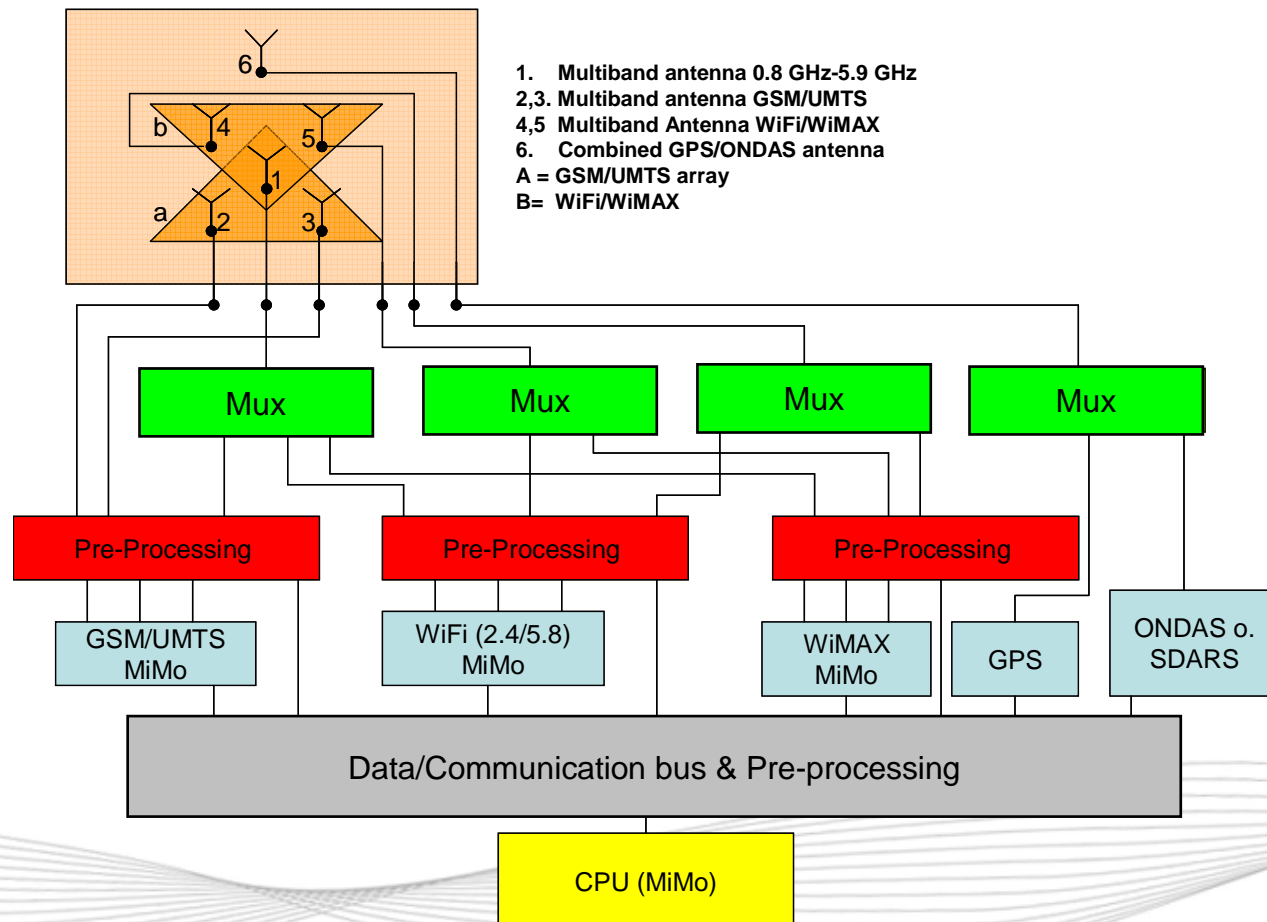 6
b
4
5
1
a
2
3
1. Multiband antenna 0.8 GHz-5.9 GHz
2,3. Multiband antenna GSM/UMTS
4,5 Multiband Antenna WiFi/WiMAX
6. Combined GPS/ONDAS antenna
A = GSM/UMTS array
B= WiFi/WiMAX
Mux
Mux
Mux
Mux
Pre-Processing
Pre-Processing
Pre-Processing
GSM/UMTS
MiMo
WiFi (2.4/5.8)
MiMo
WiMAX
MiMo
GPS
ONDAS o.
SDARS
Data/Communication bus & Pre-processing
CPU (MiMo)